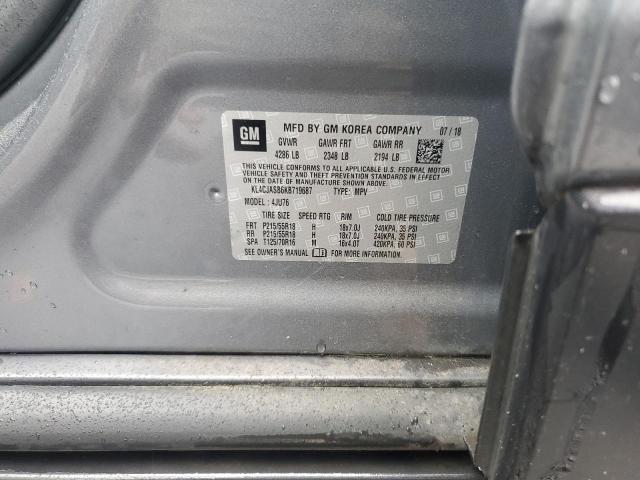 GM MFD BY GM KOREA COMPANY 07/18
GVWR GAWR FRT GAWR RR
4286 LB 2348 LB 2194 LB
THIS VEHICLE CONFORMS TO ALL APPLICABLE U.S. FEDERAL MOTOR
VEHICLE SAFETY, BUMPER, AND THEFT PREVENTION STANDARDS IN
EFFECT ON THE DATE OF MANUFACTURE SHOWN ABOVE.
KL4CJASB6KB719687 TYPE: MPV
MODEL: 4JU76
TIRE SIZE SPEED RTG RIM COLD TIRE PRESSURE
FRT P215/55R18 H 18x7.0J 240KPA, 35 PSI
RR P215/55R18 H 18x7.0J 240KPA, 35 PSI
SPA T125/70R16 M 16x4.0T 420KPA, 60 PSI
SEE OWNER'S MANUAL FOR MORE INFORMATION.